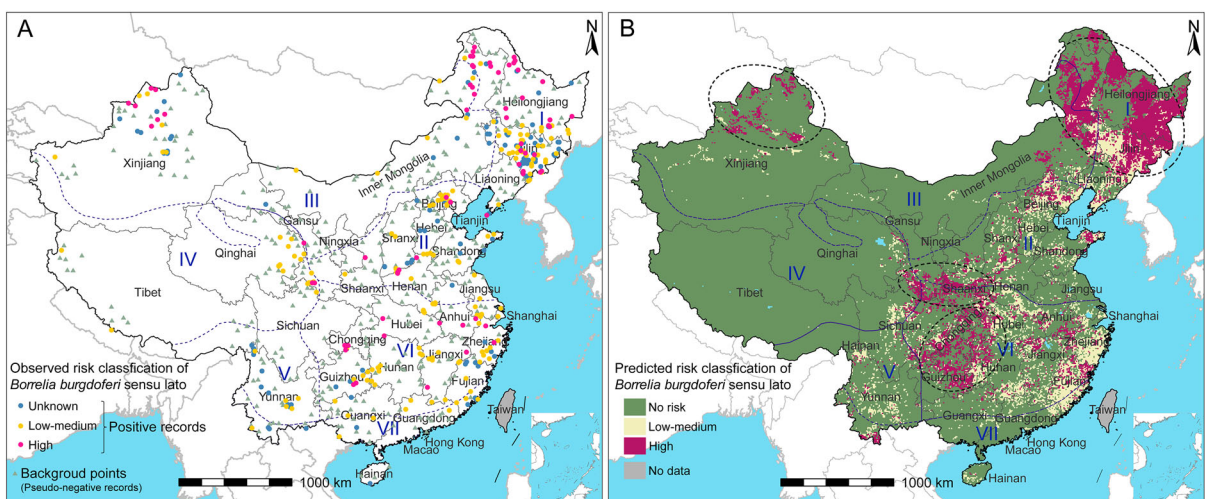 A
N
Heilongjiang
I
Jilin
Xinjiang
Inner Mongolia
Liaoning
III
Beijing
Gansu
Tianjin
Hebei
Ningxia
Shanxi
II
Qinghai
Shandong
IV
Shaanxi
Henan
Jiangsu
Tibet
Anhui
Shanghai
Sichuan
Hubei
Chongqing
Zhejiang
VI
Jiangxi
Hunan
V
Guizhou
Fujian
Yunnan
Taiwan
Guangxi
Guangdong
VII
Hong Kong
Macao
Hainan
Observed risk classfication of
Borrelia burgdoferi sensu lato
Unknown
Low-medium
Positive records
High
Backgroud points
(Pseudo-negative records)
1000 km
B
N
Heilongjiang
I
Jilin
Xinjiang
Inner Mongolia
Liaoning
III
Beijing
Gansu
Tianjin
Hebei
Ningxia
Shanxi
II
Qinghai
Shandong
IV
Shaanxi
Henan
Jiangsu
Tibet
Anhui
Shanghai
Sichuan
Hubei
Zhejiang
VI
Jiangxi
Hainan
Hunan
V
Guizhou
Fujian
Yunnan
Taiwan
Guangxi
Guangdong
VII
Hong Kong
Macao
Hainan
Predicted risk classfication of
Borrelia burgdoferi sensu lato
No risk
Low-medium
High
No data
1000 km